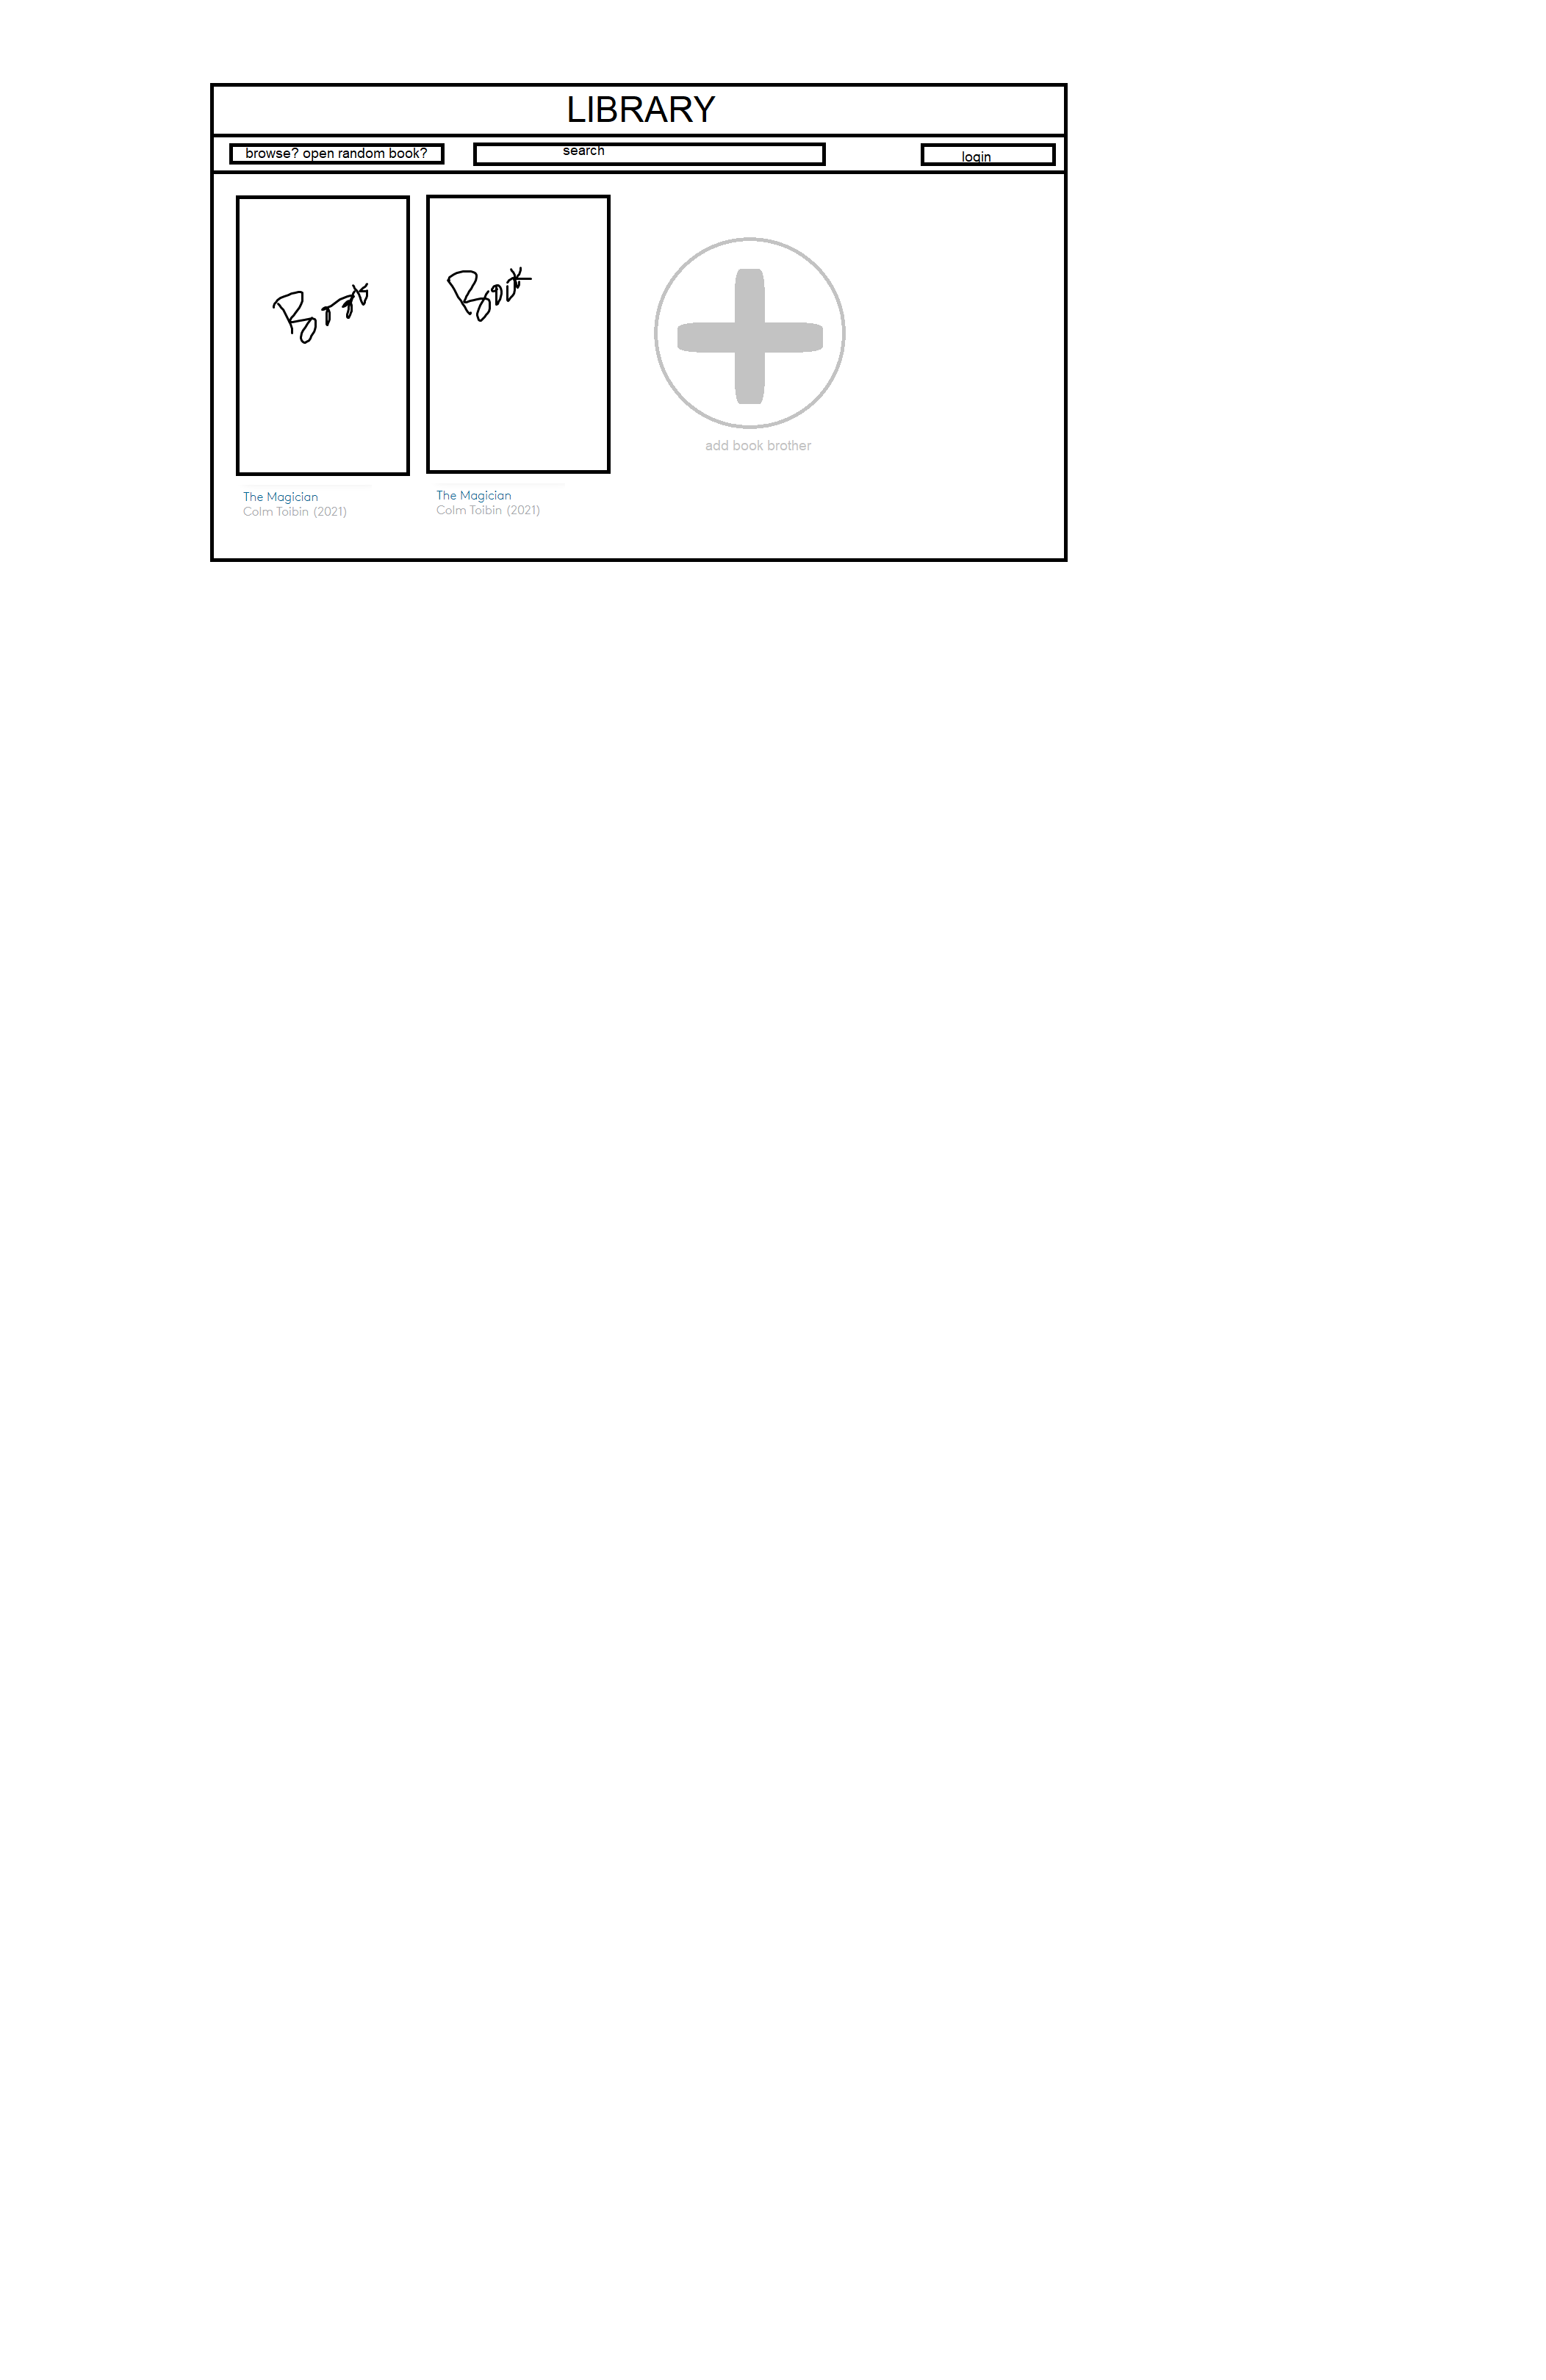 LIBRARY
browse? open random book?
search
login
Book
Book
add book brother
The Magician
Colm Toibin (2021)
The Magician
Colm Toibin (2021)